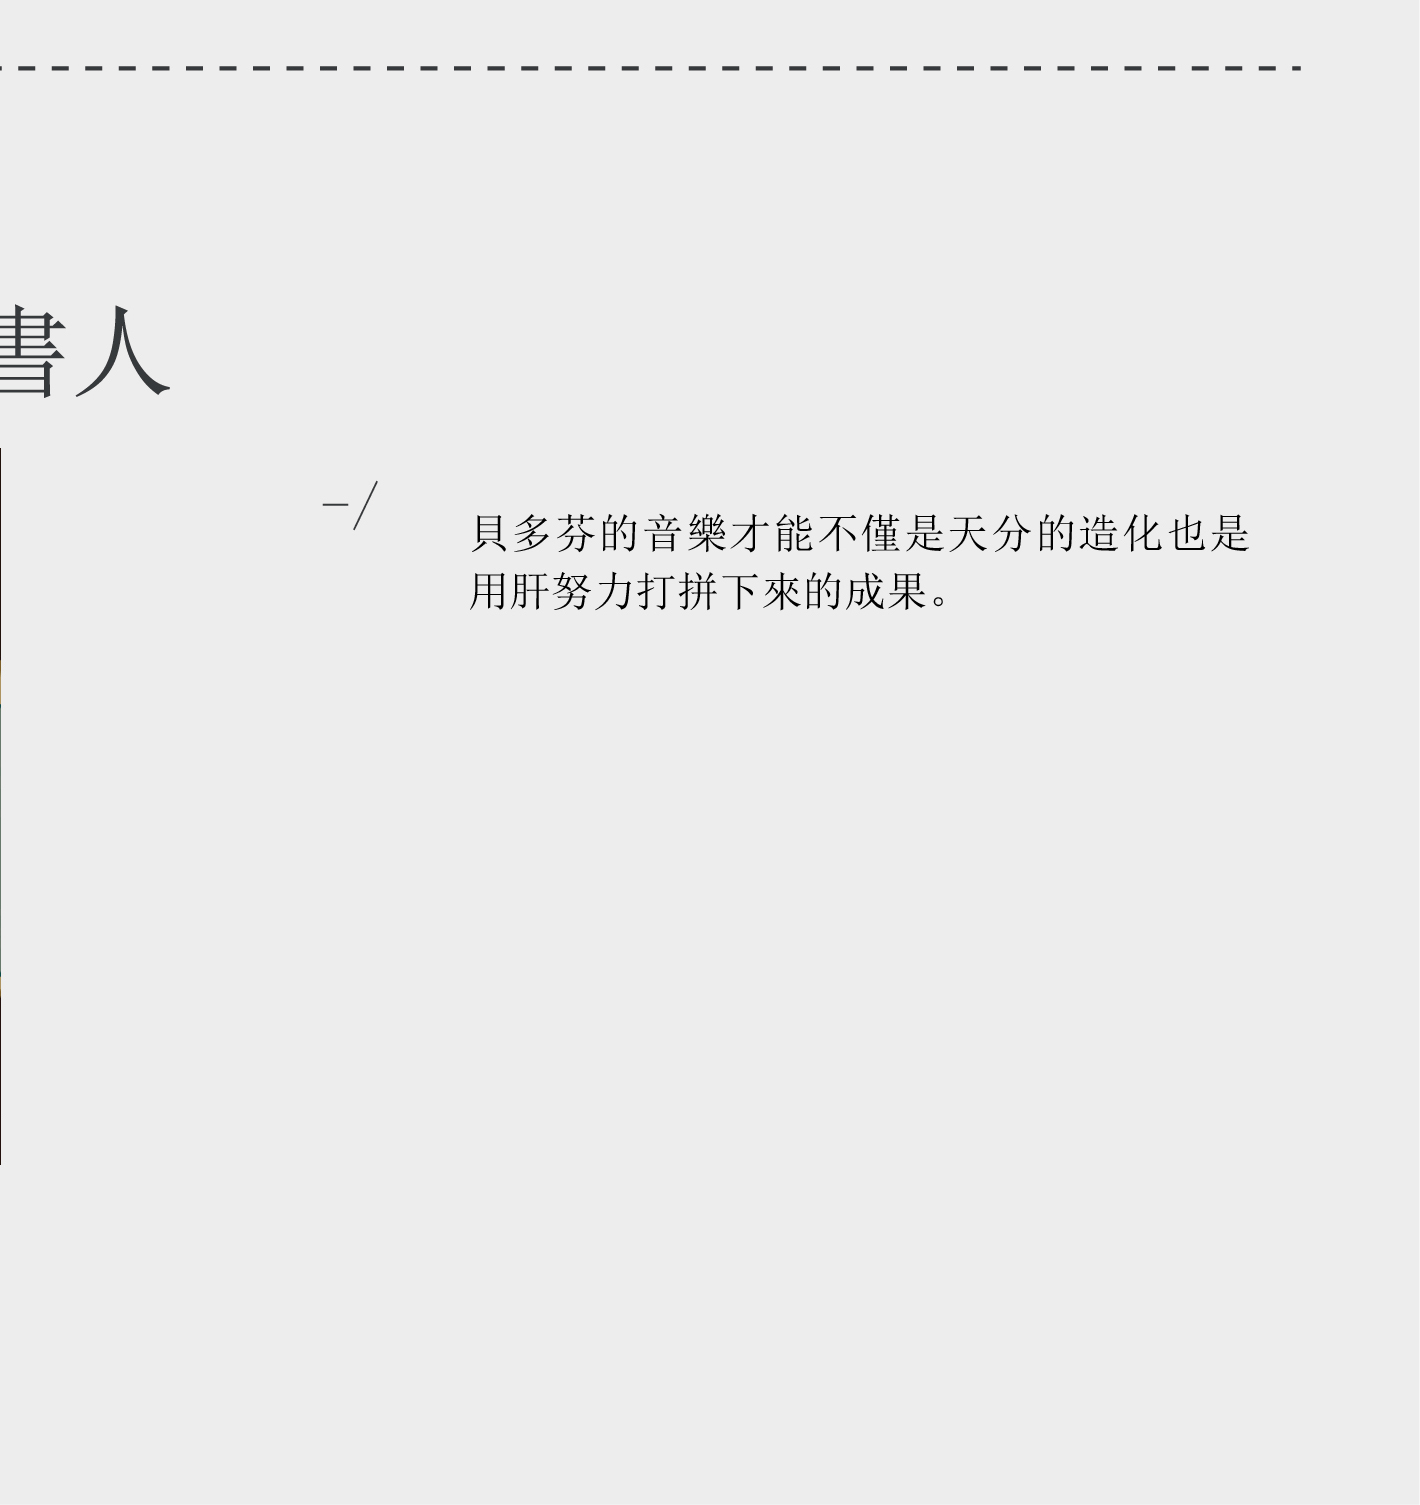 書人
貝多芬的音樂才能不僅是天分的造化也是
用肝努力打拼下來的成果。